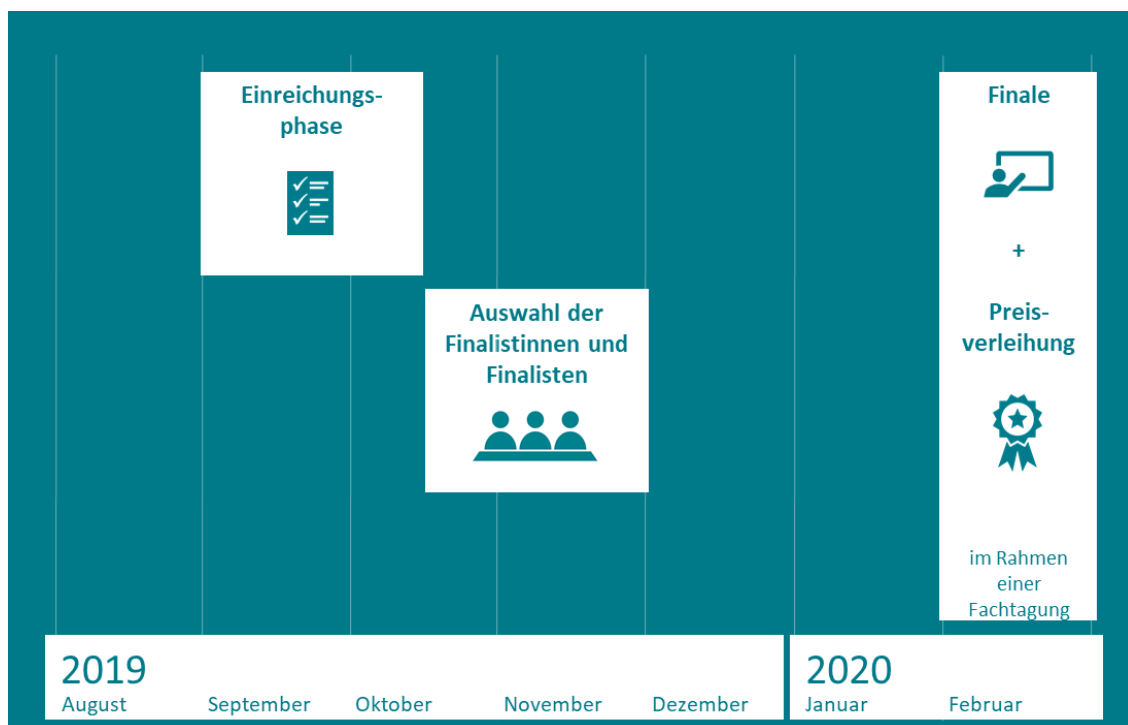 Einreichungs-
phase
Auswahl der
Finalistinnen und
Finalisten
Finale
+
Preis-
verleihung
im Rahmen
einer
Fachtagung
2019
August
September
Oktober
November
Dezember
2020
Januar
Februar